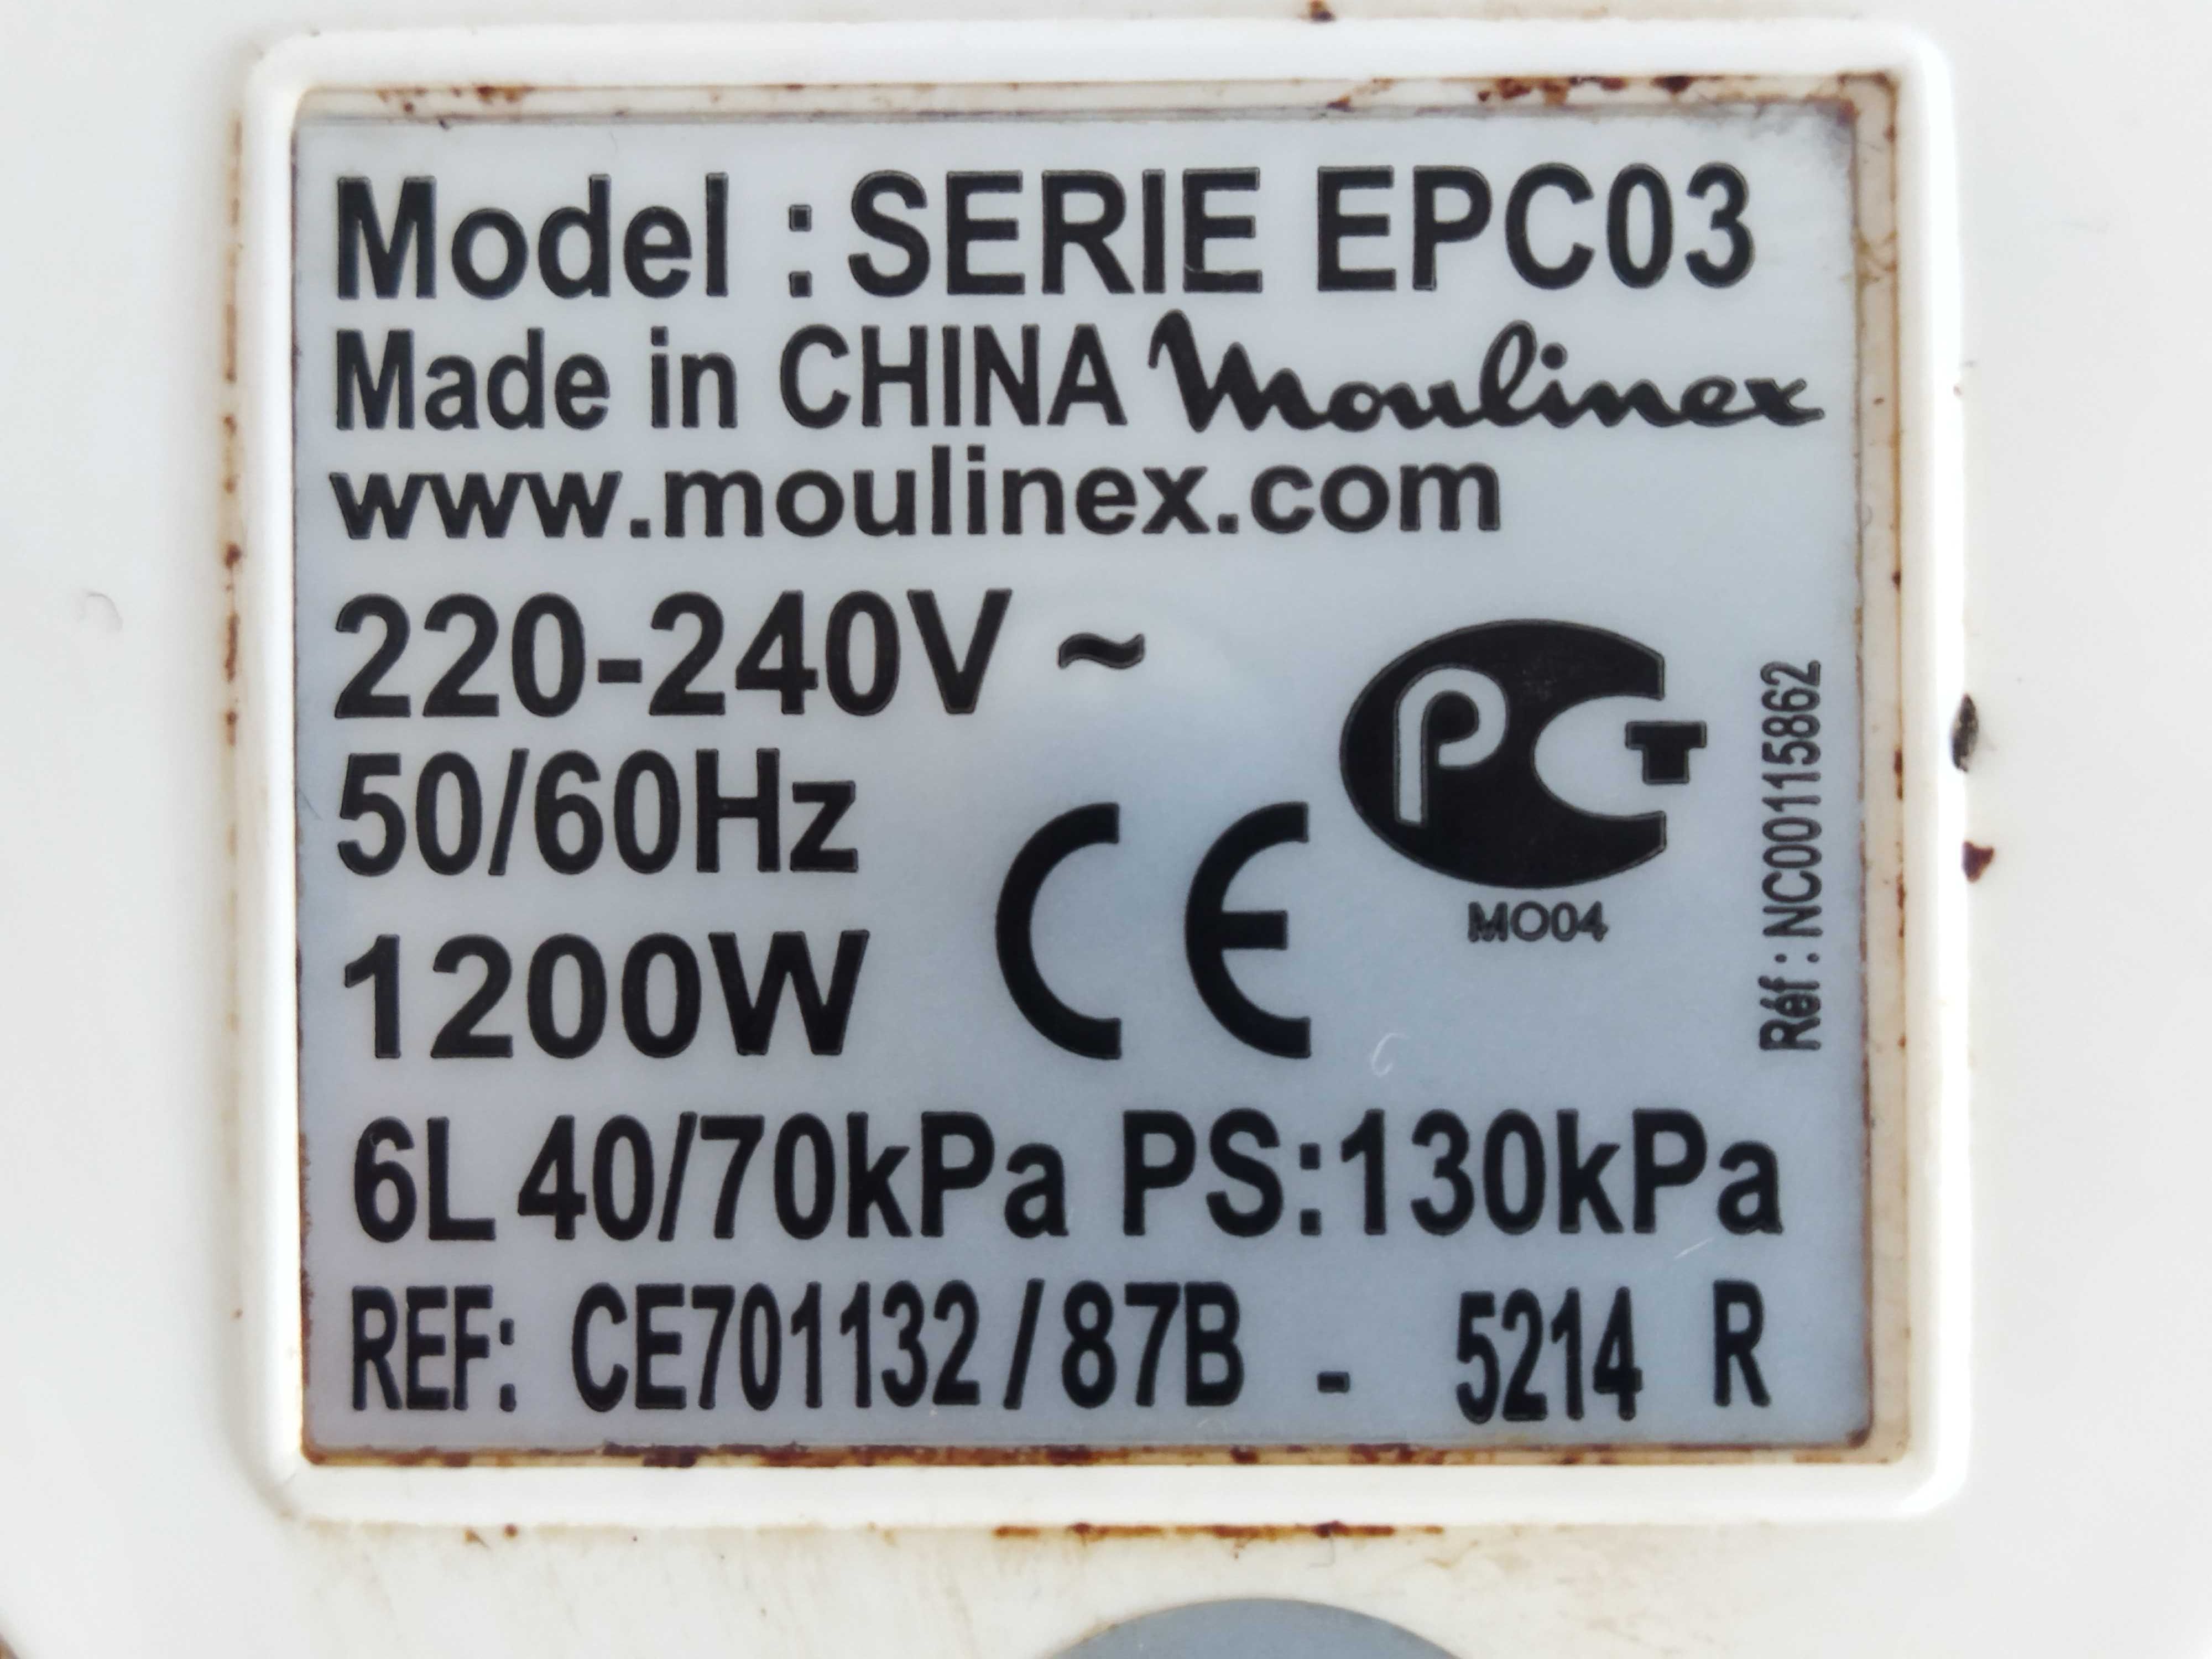 Model : SERIE EPC03
Made in CHINA Moulinex
www.moulinex.com
220-240V ~
50/60Hz
1200W
CE
PCT
MO04
Réf : NC00115862
6L 40/70kPa PS:130kPa
REF: CE701132 / 87B - 5214 R